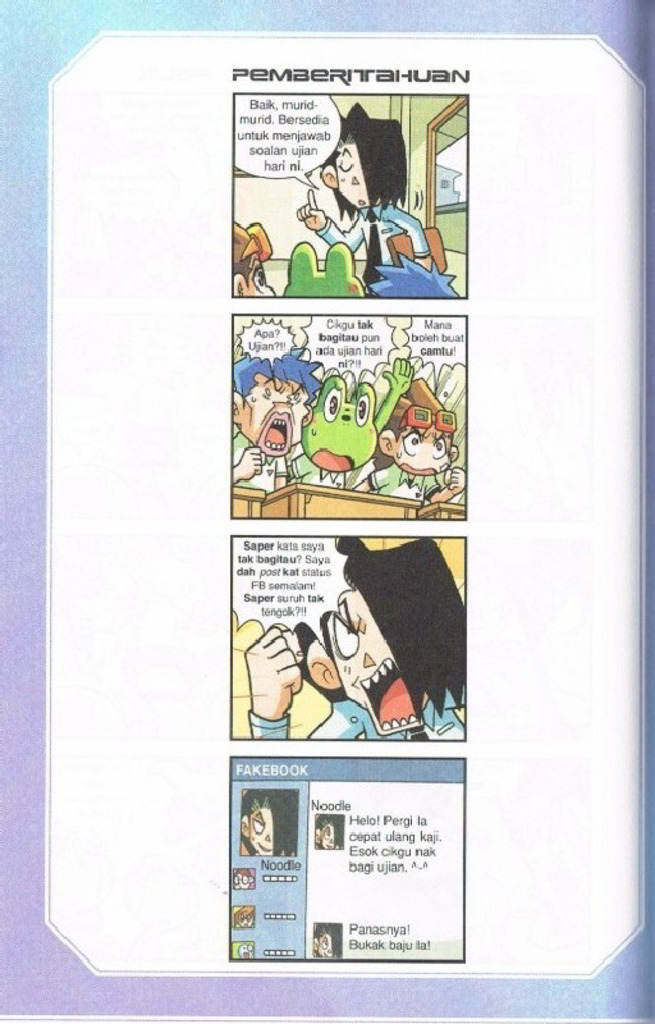 PEMBERITAHUAN
Baik, murid-
murid. Bersedia
untuk menjawab
soalan ujian
hari ni.
Apa?
Ujian?!!
Cikgu tak
bagitau pun
ada ujian hari
ni?!!
Mana
boleh buat
camtu!
Saper kata saya
tak bagitau? Saya
dah post kat status
FB semalam!
Saper suruh tak
tengok?!!
FAKEBOOK
Noodle
Noodle
Helo! Pergi la
cepat ulang kaji.
Esok cikgu nak
bagi ujian. ^_^
Panasnya!
Bukak baju la!